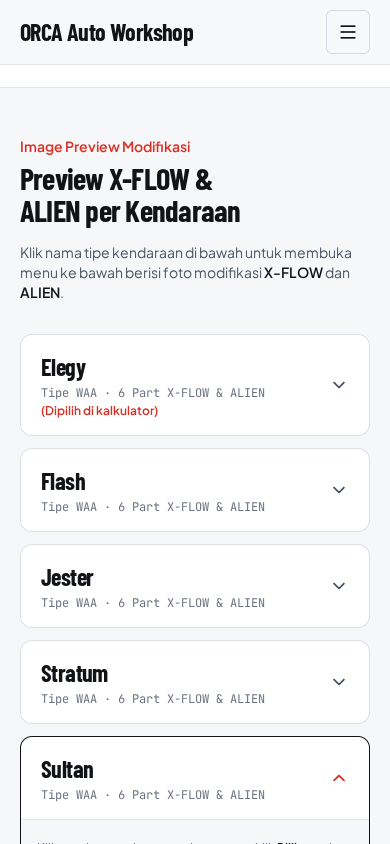 ORCA Auto Workshop
Image Preview Modifikasi
Preview X-FLOW &
ALIEN per Kendaraan
Klik nama tipe kendaraan di bawah untuk membuka
menu ke bawah berisi foto modifikasi X-FLOW dan
ALIEN.
Elegy
Tipe WAA · 6 Part X-FLOW & ALIEN
(Dipilih di kalkulator)
Flash
Tipe WAA · 6 Part X-FLOW & ALIEN
Jester
Tipe WAA · 6 Part X-FLOW & ALIEN
Stratum
Tipe WAA · 6 Part X-FLOW & ALIEN
Sultan
Tipe WAA · 6 Part X-FLOW & ALIEN